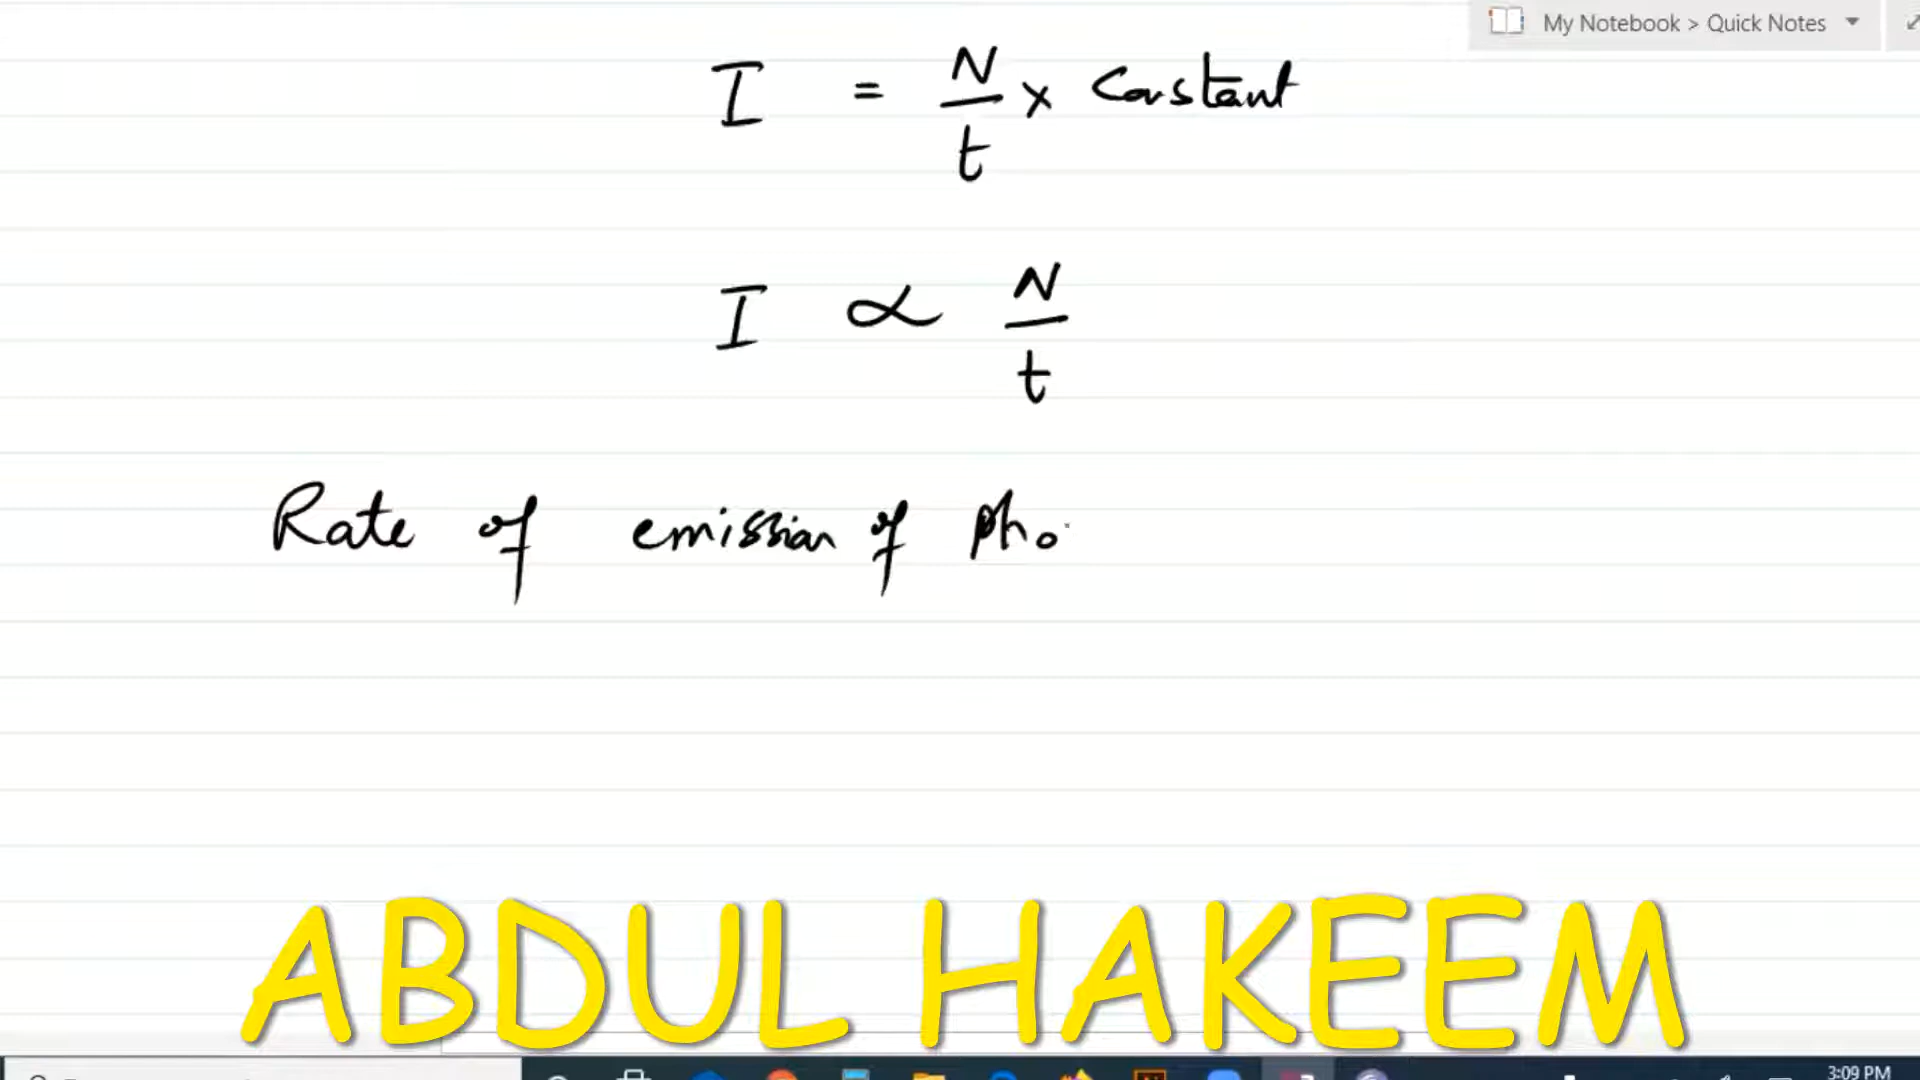 My Notebook > Quick Notes
I = N/t x Constant
I ∝ N/t
Rate of emission of pho
ABDUL HAKEEM
3:09 PM